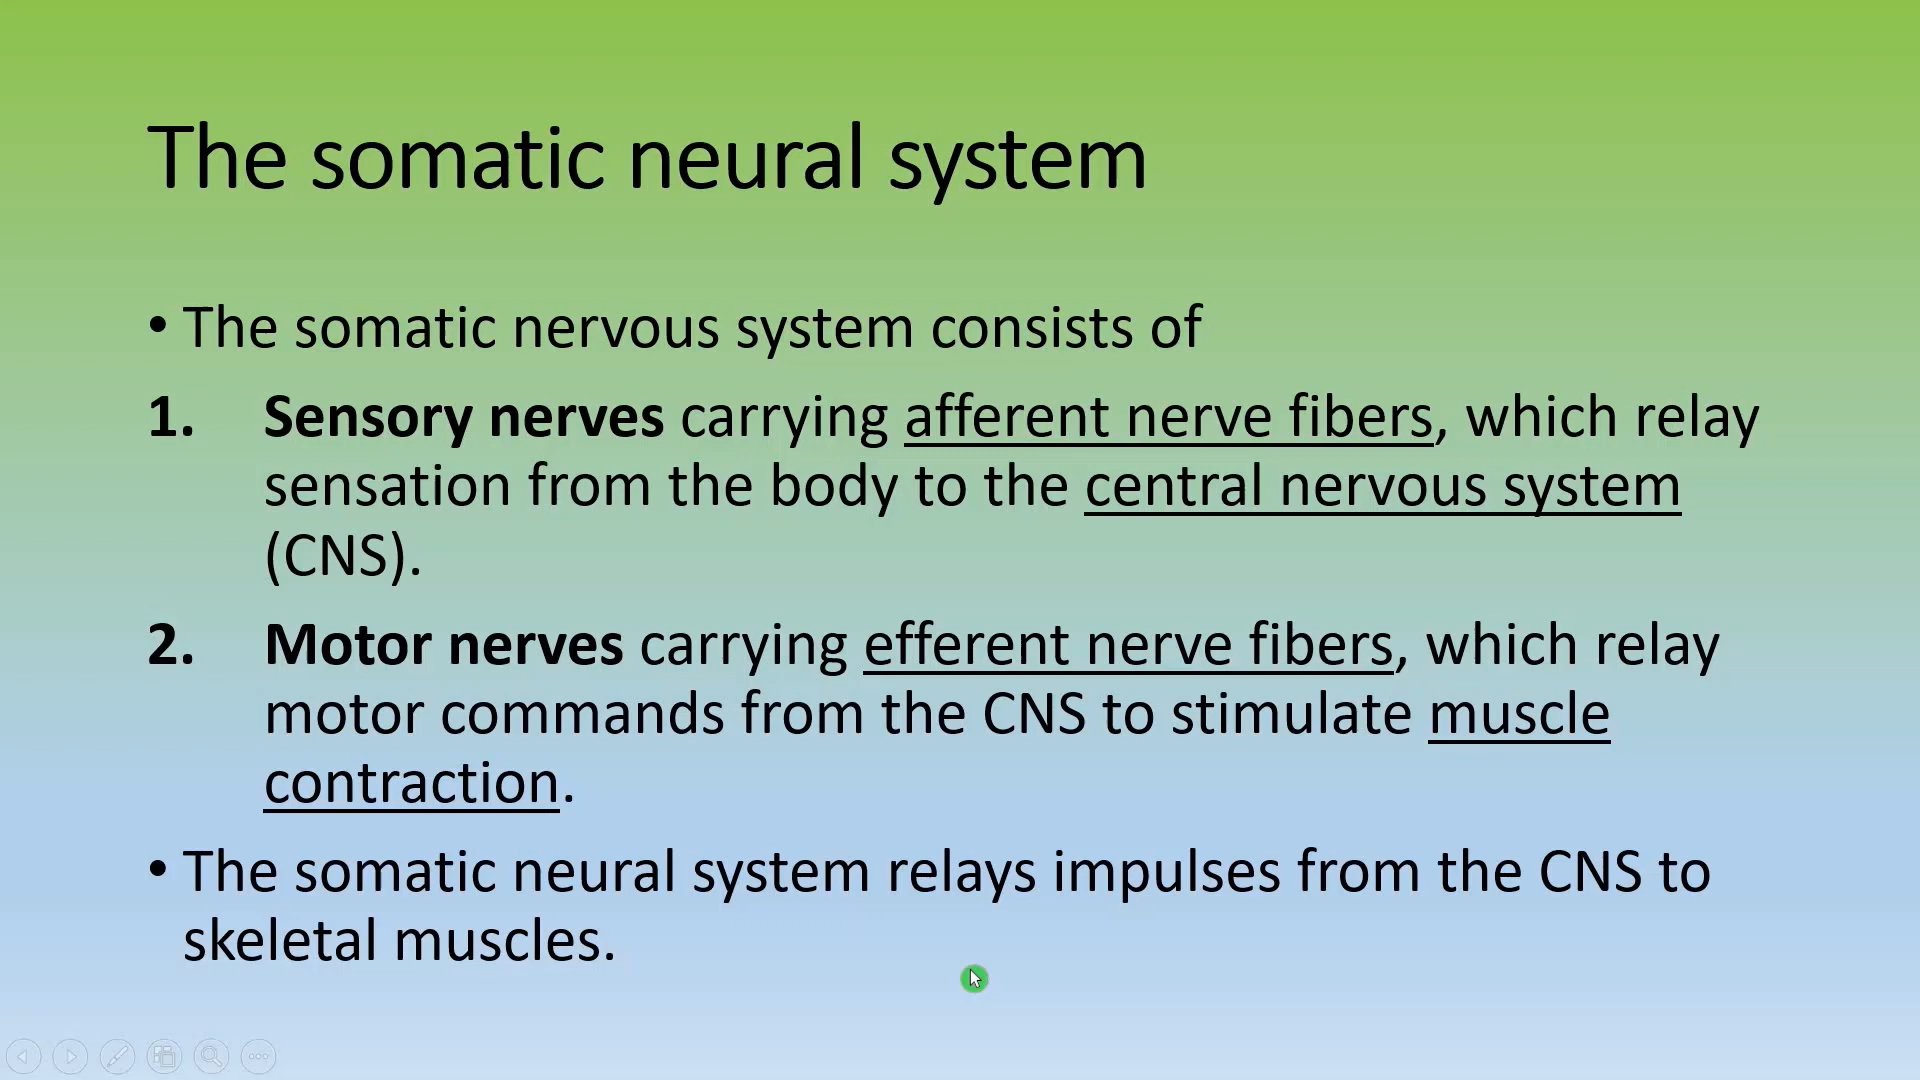 The somatic neural system
• The somatic nervous system consists of
1. Sensory nerves carrying afferent nerve fibers, which relay
sensation from the body to the central nervous system
(CNS).
2. Motor nerves carrying efferent nerve fibers, which relay
motor commands from the CNS to stimulate muscle
contraction.
• The somatic neural system relays impulses from the CNS to
skeletal muscles.